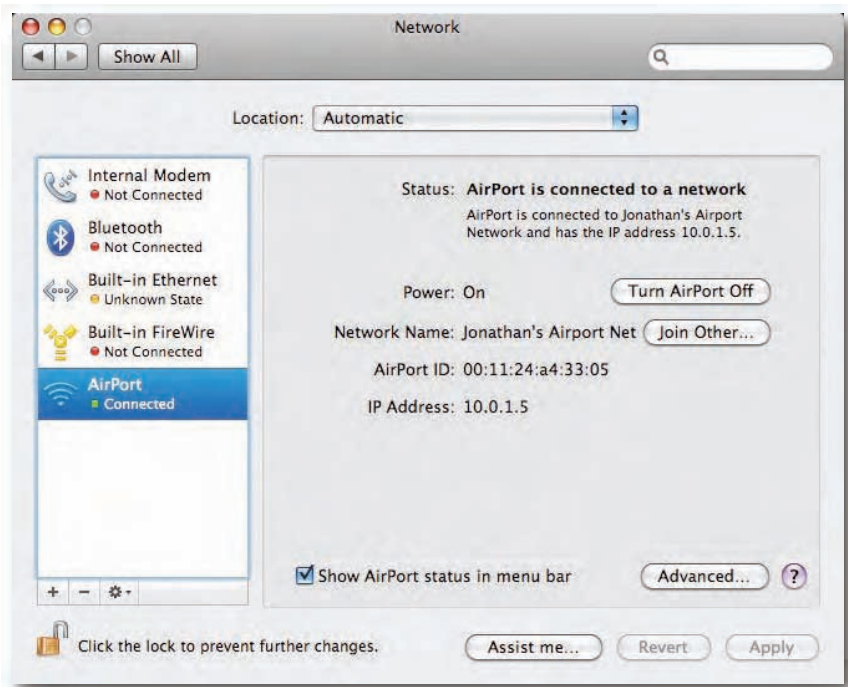 Network
Show All
Location: Automatic
Internal Modem
Not Connected
Bluetooth
Not Connected
Built-in Ethernet
Unknown State
Built-in FireWire
Not Connected
AirPort
Connected
Status: AirPort is connected to a network
AirPort is connected to Jonathan's Airport
Network and has the IP address 10.0.1.5.
Power: On Turn AirPort Off
Network Name: Jonathan's Airport Net Join Other...
AirPort ID: 00:11:24:a4:33:05
IP Address: 10.0.1.5
Show AirPort status in menu bar Advanced... ?
+ −
Click the lock to prevent further changes. Assist me... Revert Apply